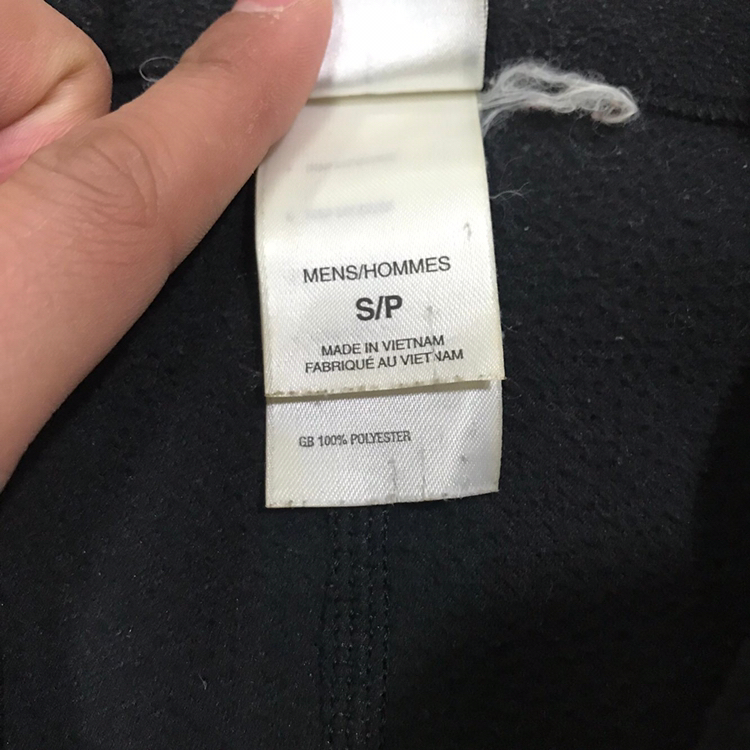 MENS/HOMMES
S/P
MADE IN VIETNAM
FABRIQUÉ AU VIETNAM
GB 100% POLYESTER